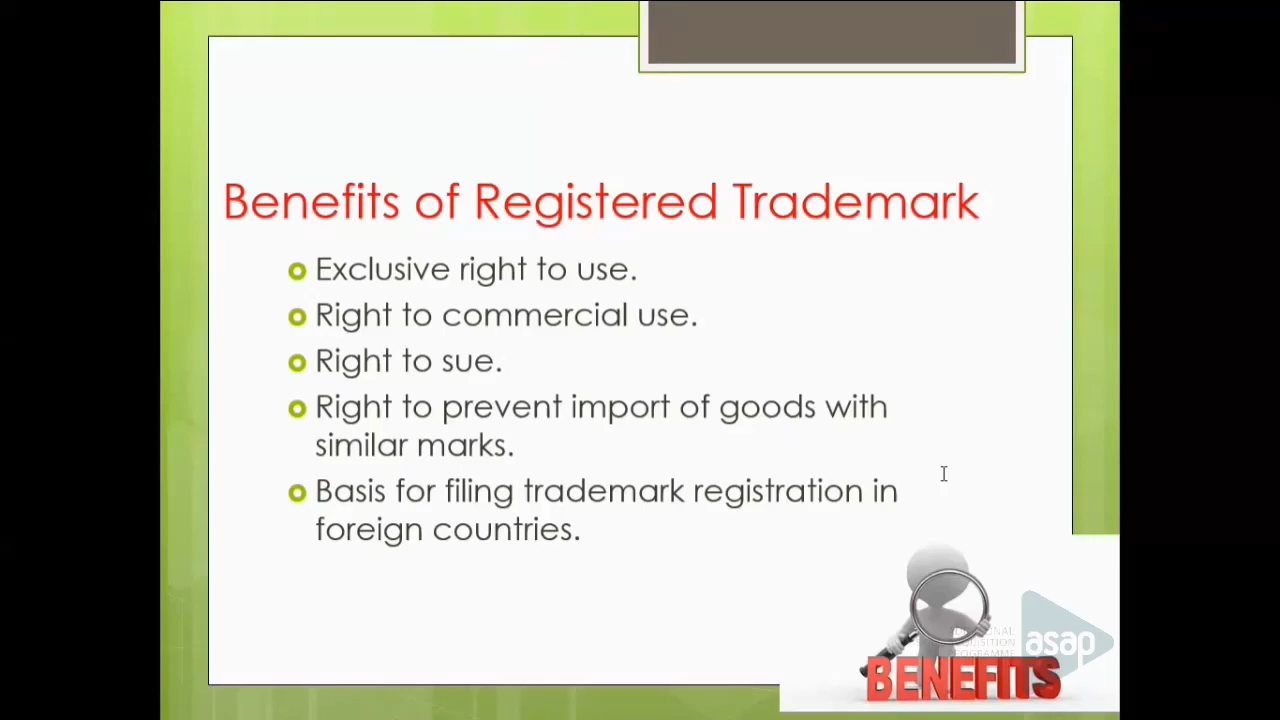 Benefits of Registered Trademark
Exclusive right to use.
Right to commercial use.
Right to sue.
Right to prevent import of goods with
similar marks.
Basis for filing trademark registration in
foreign countries.
asap
PROGRAMME
BENEFITS